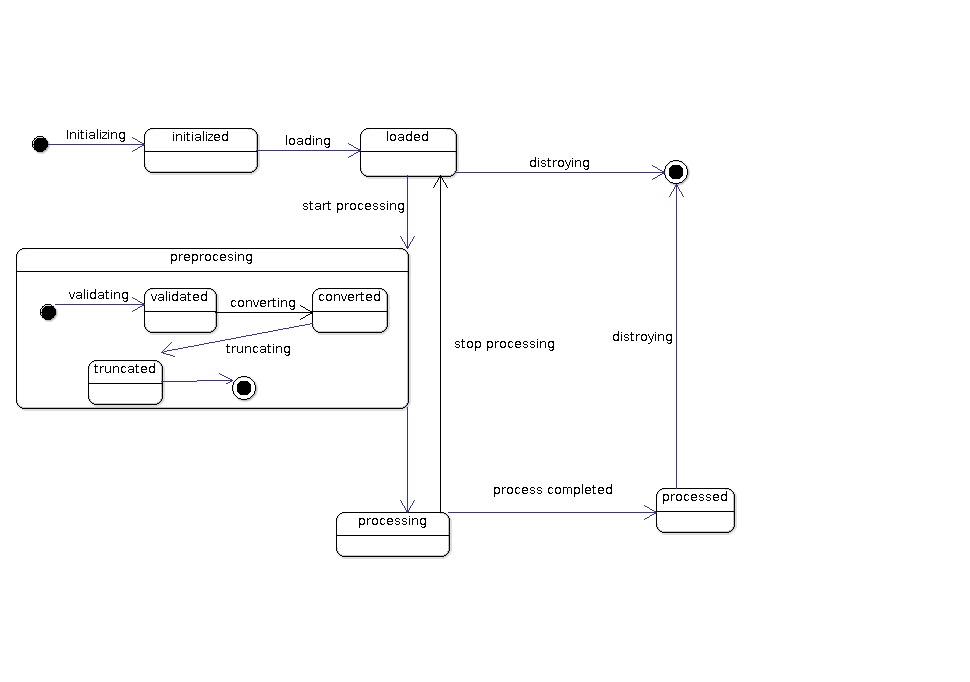 Initializing
initialized
loading
loaded
distroying
start processing
preprocesing
validating
validated
converting
converted
truncating
truncated
stop processing
distroying
process completed
processed
processing